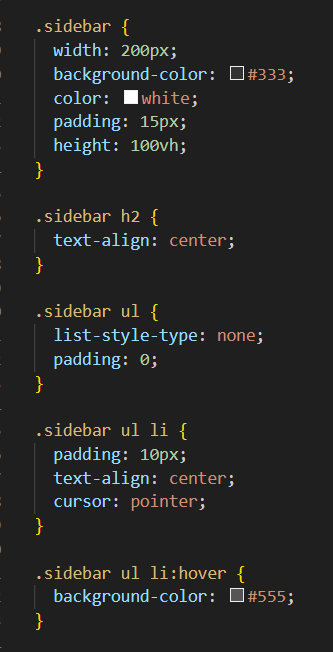 .sidebar {
  width: 200px;
  background-color: #333;
  color: white;
  padding: 15px;
  height: 100vh;
}

.sidebar h2 {
  text-align: center;
}

.sidebar ul {
  list-style-type: none;
  padding: 0;
}

.sidebar ul li {
  padding: 10px;
  text-align: center;
  cursor: pointer;
}

.sidebar ul li:hover {
  background-color: #555;
}